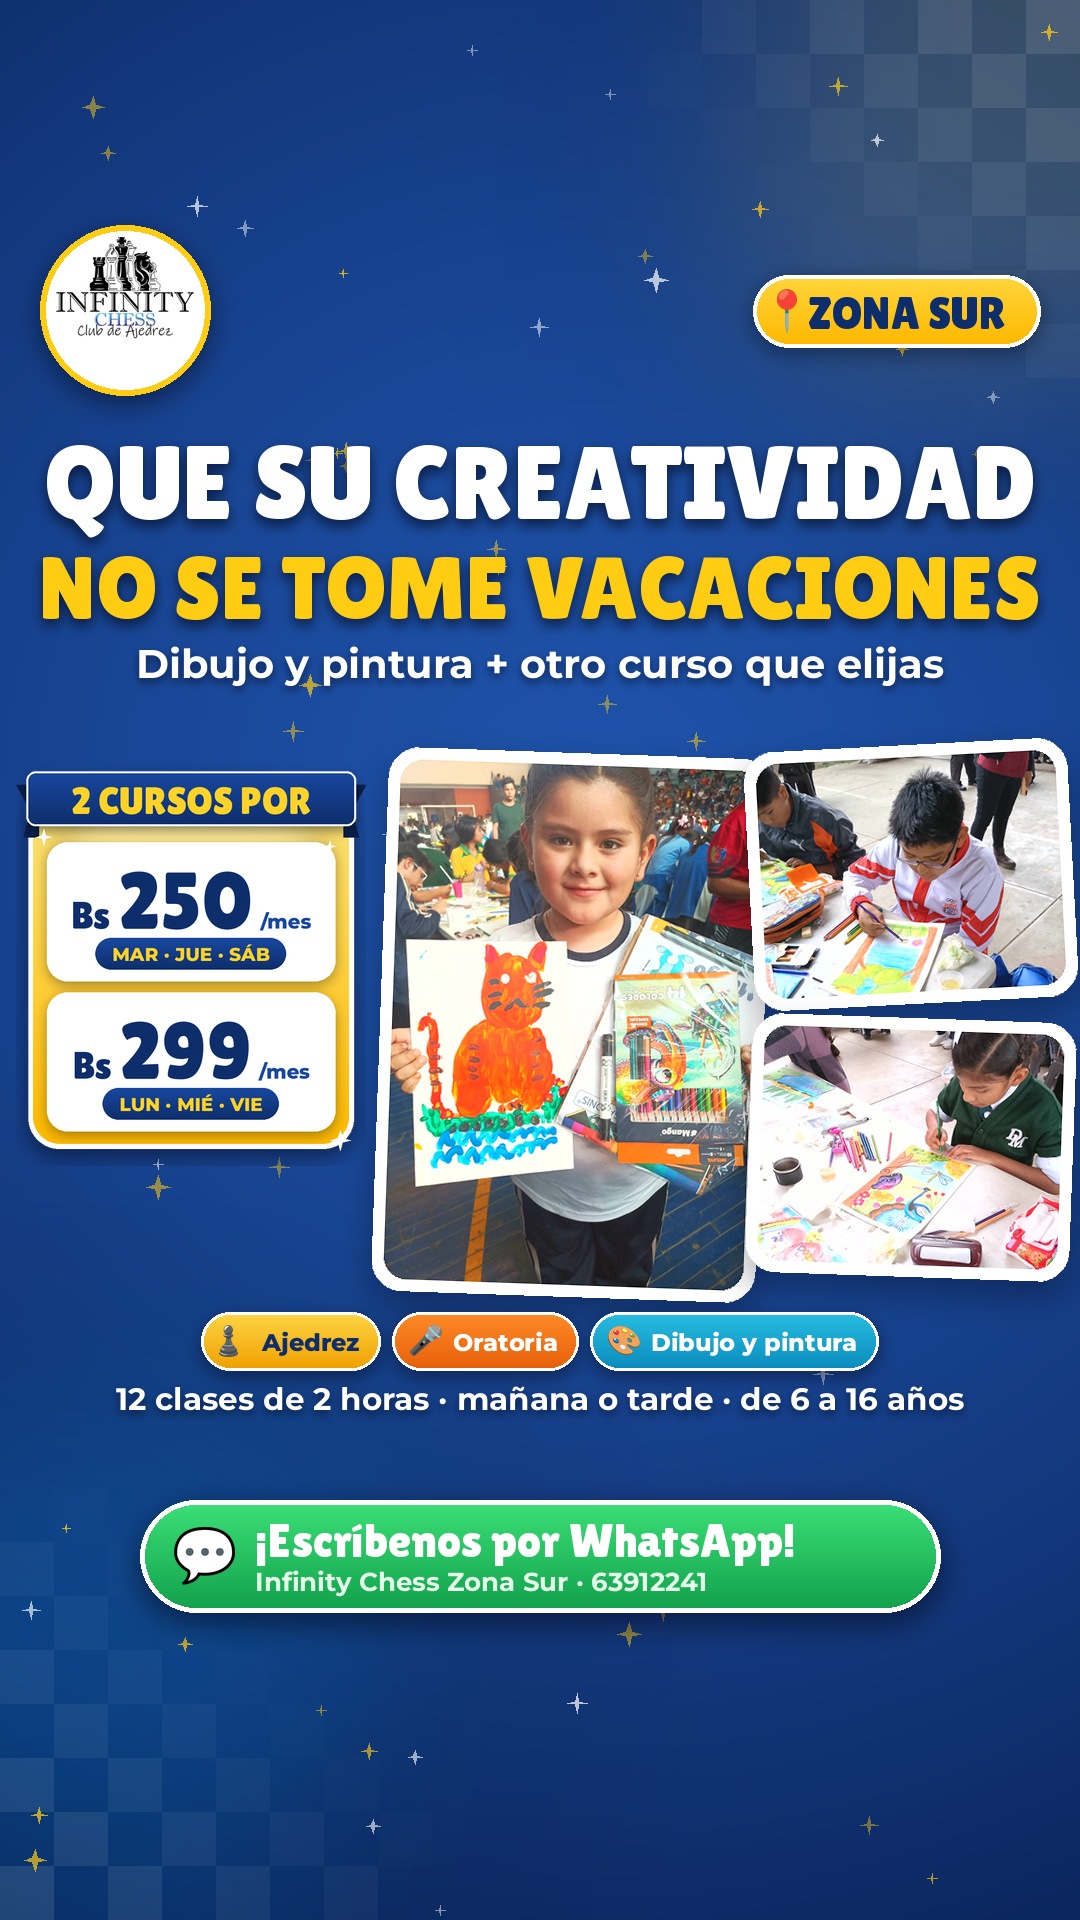 INFINITY
CHESS
Club de Ajedrez
📍ZONA SUR
QUE SU CREATIVIDAD
NO SE TOME VACACIONES
Dibujo y pintura + otro curso que elijas
2 CURSOS POR
Bs 250 /mes
MAR · JUE · SÁB
Bs 299 /mes
LUN · MIÉ · VIE
COLORES
Mango
DM
Ajedrez
Oratoria
Dibujo y pintura
12 clases de 2 horas · mañana o tarde · de 6 a 16 años
¡Escríbenos por WhatsApp!
Infinity Chess Zona Sur · 63912241